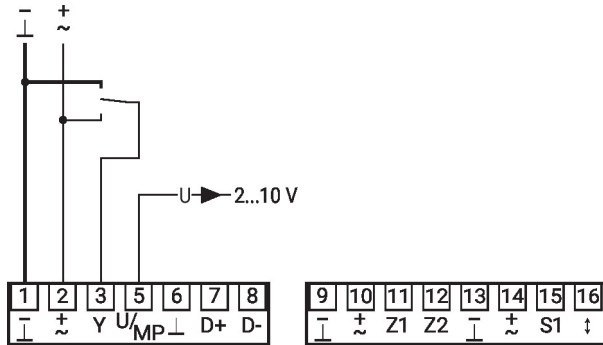 − +
⊥ ~
U 2...10 V
1 2 3 5 6 7 8 9 10 11 12 13 14 15 16
⊥ ~ Y U/MP ⊥ D+ D- ⊥ ~ Z1 Z2 ⊥ ~ S1 ↕
− + − + − +